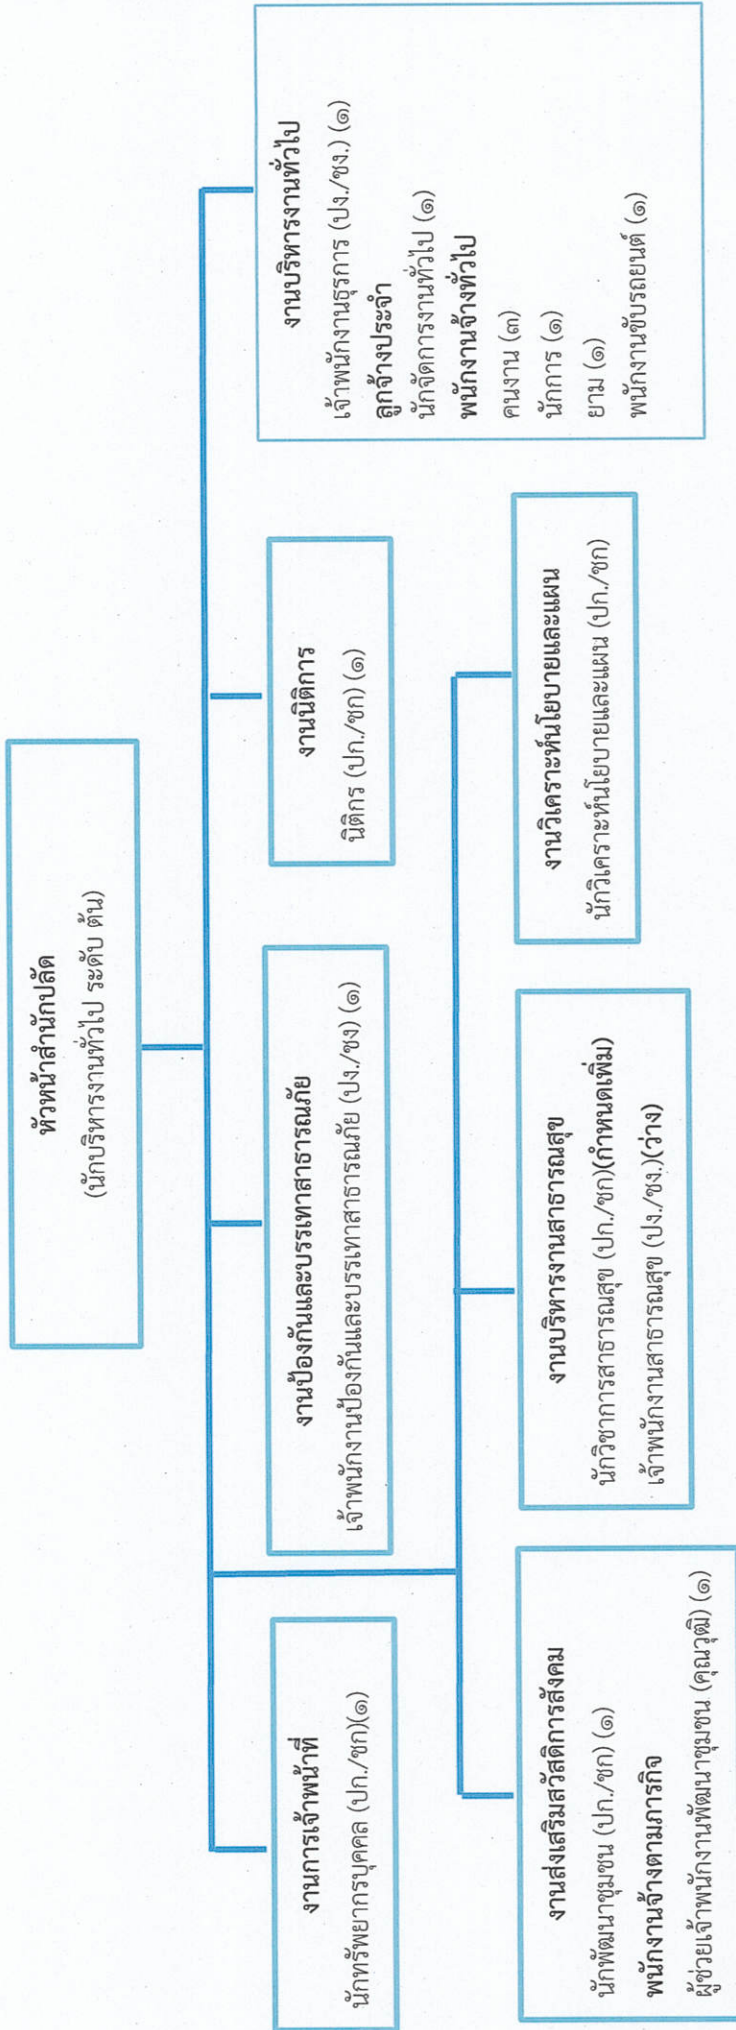 หัวหน้าสำนักปลัด
(นักบริหารงานทั่วไป ระดับ ต้น)
งานการเจ้าหน้าที่
นักทรัพยากรบุคคล (ปก./ชก)(๑)
งานป้องกันและบรรเทาสาธารณภัย
เจ้าพนักงานป้องกันและบรรเทาสาธารณภัย (ปง./ชง) (๑)
งานนิติการ
นิติกร (ปก./ชก) (๑)
งานบริหารงานทั่วไป
เจ้าพนักงานธุรการ (ปง./ชง.) (๑)
ลูกจ้างประจำ
นักจัดการงานทั่วไป (๑)
พนักงานจ้างทั่วไป
คนงาน (๓)
นักการ (๑)
ยาม (๑)
พนักงานขับรถยนต์ (๑)
งานส่งเสริมสวัสดิการสังคม
นักพัฒนาชุมชน (ปก./ชก) (๑)
พนักงานจ้างตามภารกิจ
ผู้ช่วยเจ้าพนักงานพัฒนาชุมชน (คุณวุฒิ) (๑)
งานบริหารงานสาธารณสุข
นักวิชาการสาธารณสุข (ปก./ชก)(กำหนดเพิ่ม)
เจ้าพนักงานสาธารณสุข (ปง./ชง.)(ว่าง)
งานวิเคราะห์นโยบายและแผน
นักวิเคราะห์นโยบายและแผน (ปก./ชก)